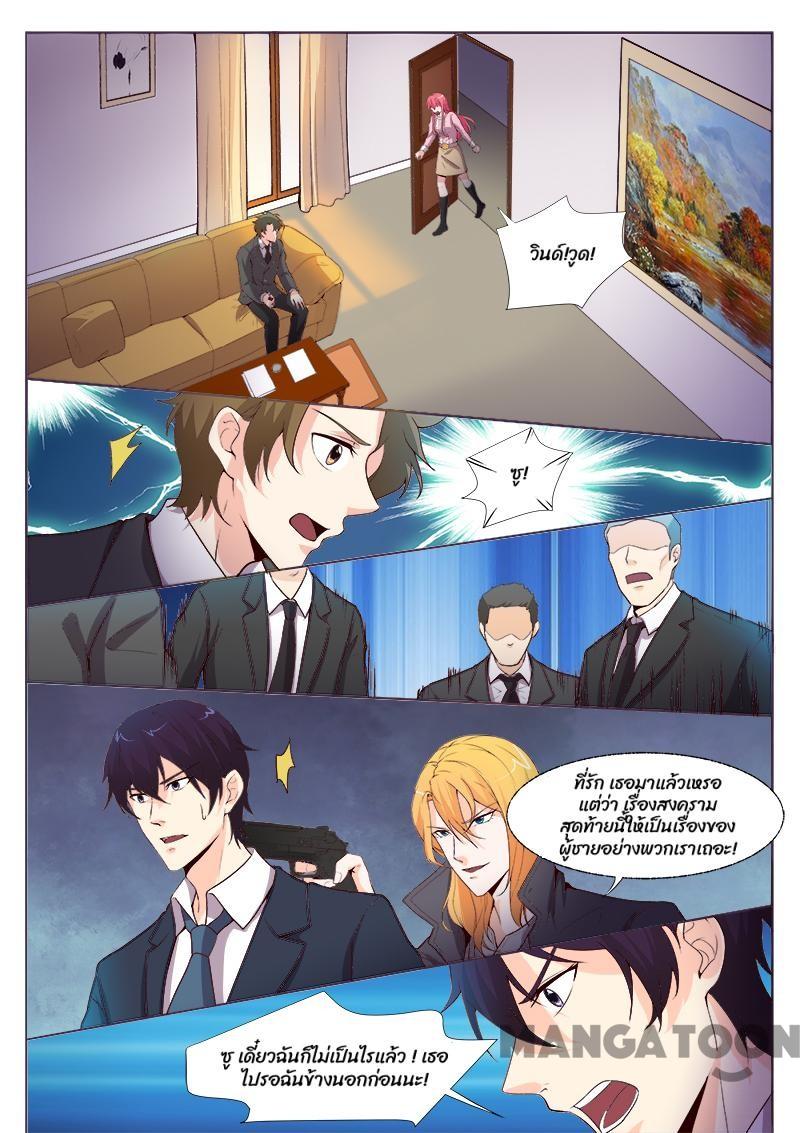 วินด์!วูด!
ซู!
ที่รัก เธอมาแล้วเหรอ
แต่ว่า เรื่องสงคราม
สุดท้ายนี้ให้เป็นเรื่องของ
ผู้ชายอย่างพวกเราเถอะ!
ซู เดี๋ยวฉันก็ไม่เป็นไรแล้ว ! เธอ
ไปรอฉันข้างนอกก่อนนะ!
MANGATOON